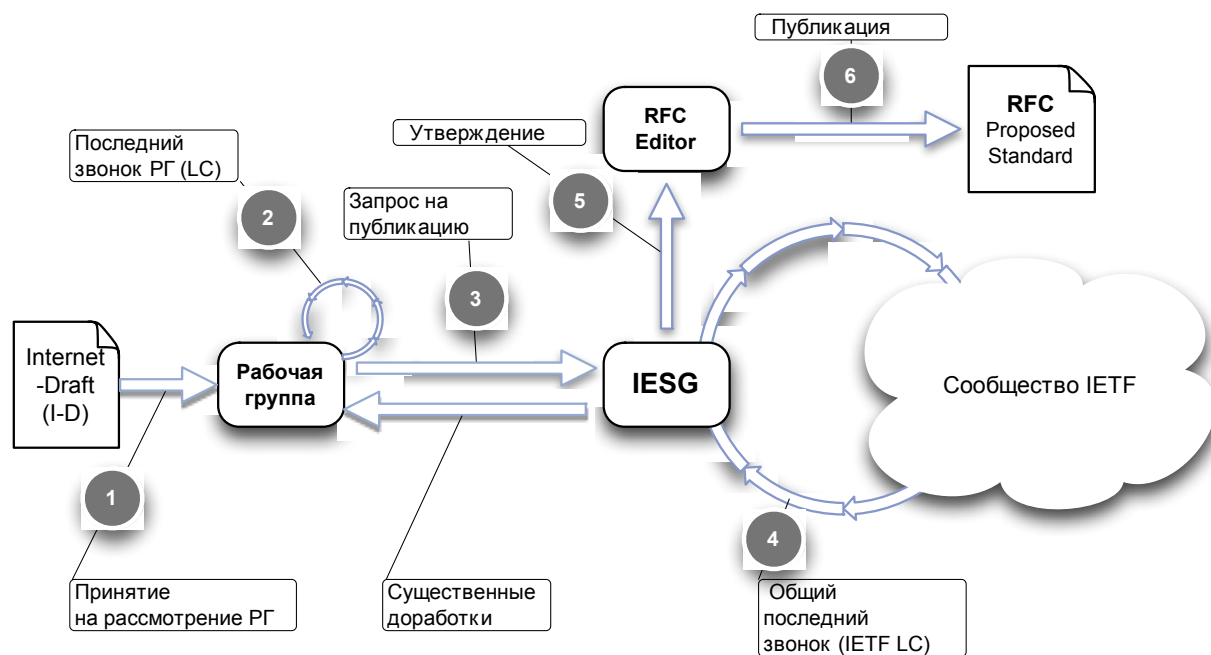 Публикация
6
RFC
Editor
RFC
Proposed
Standard
Утверждение
5
Последний
звонок РГ (LC)
2
Запрос на
публикацию
3
Internet
-Draft
(I-D)
Рабочая
группа
IESG
Сообщество IETF
1
4
Принятие
на рассмотрение РГ
Существенные
доработки
Общий
последний
звонок (IETF LC)